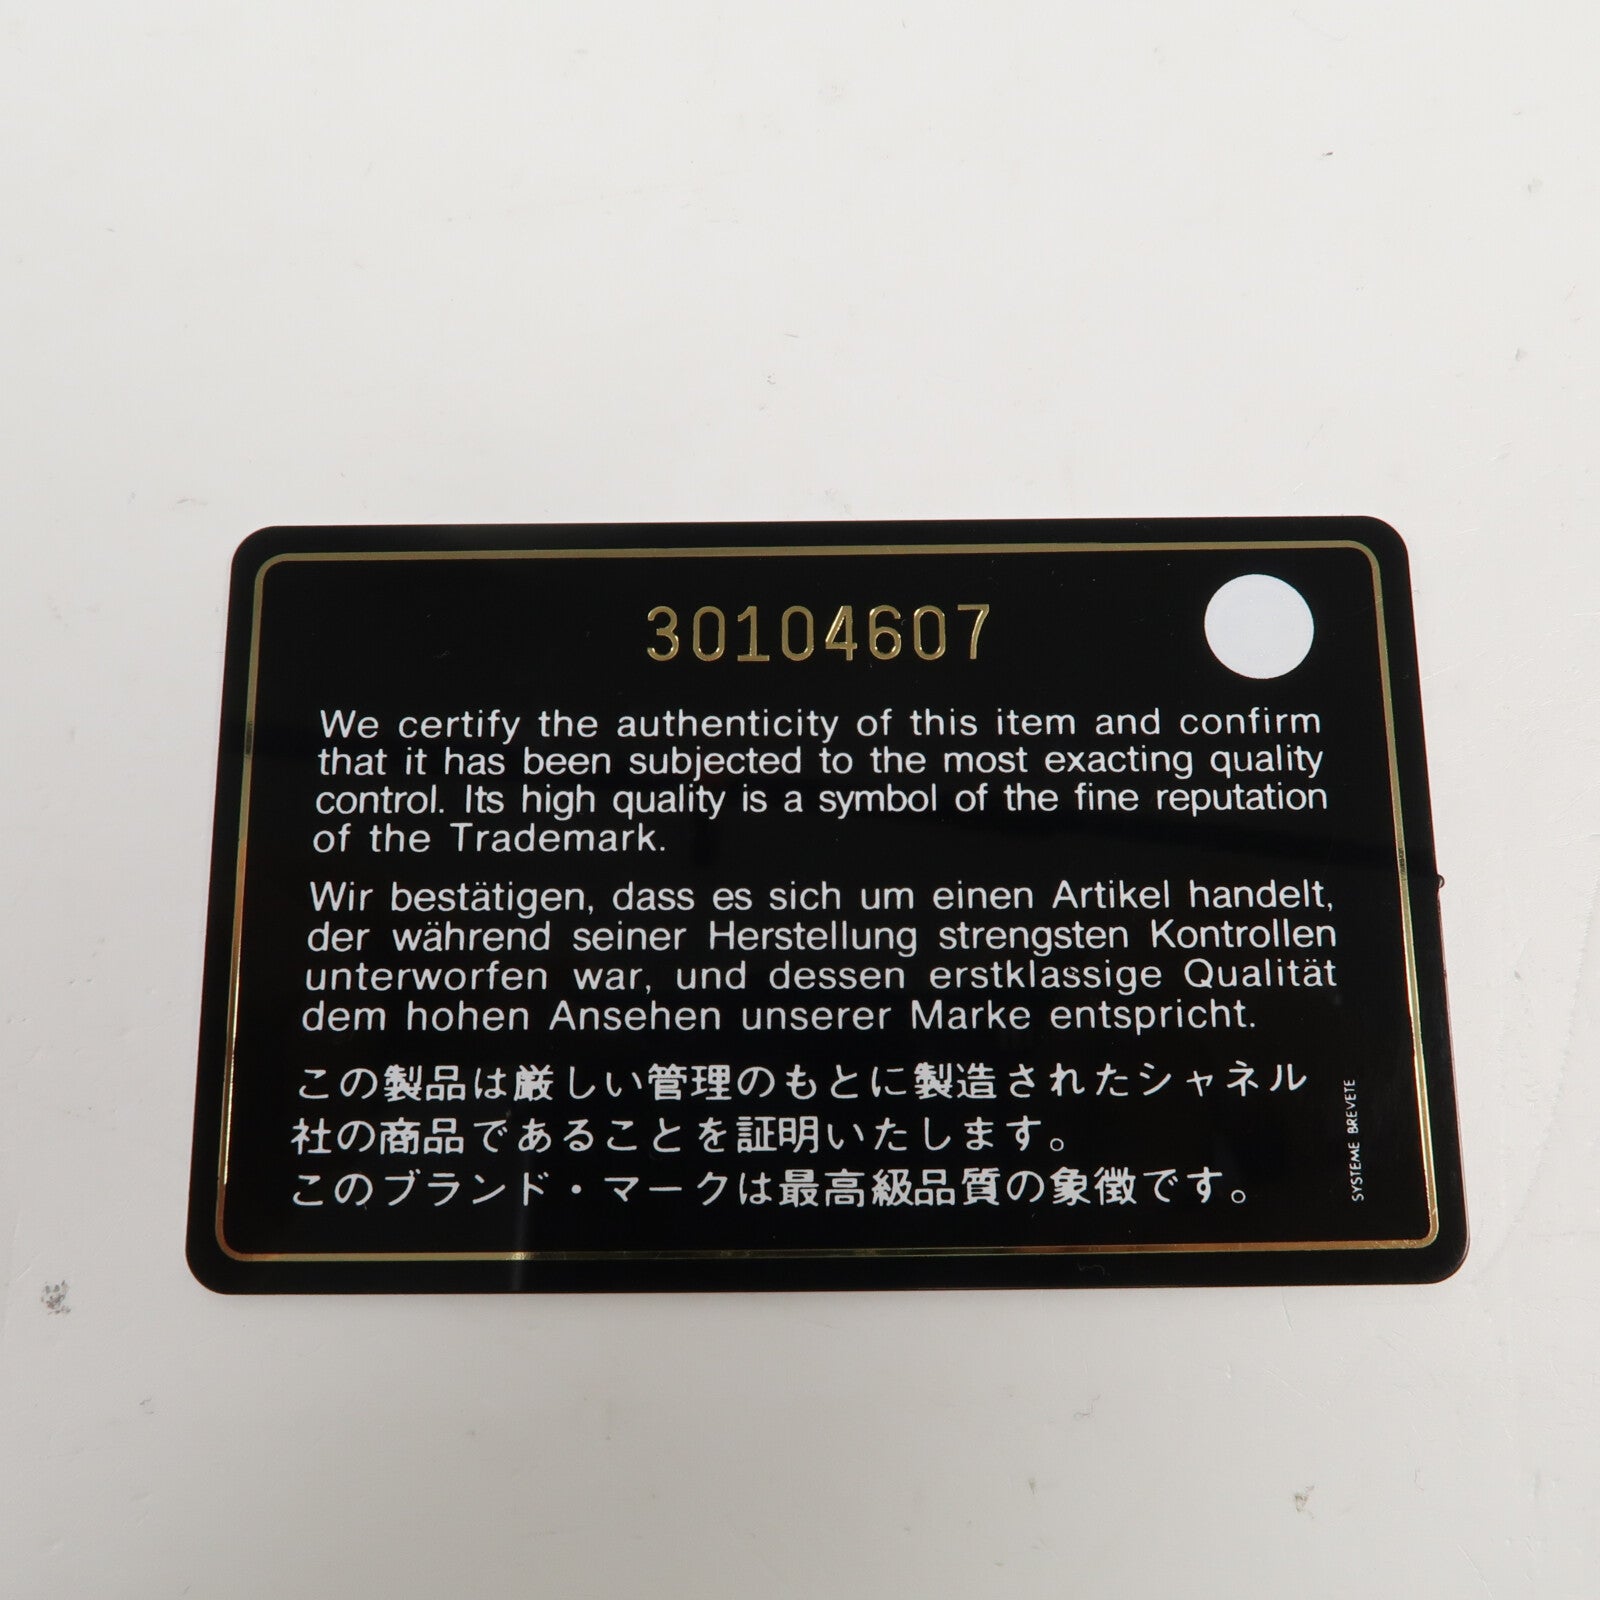 30104607
We certify the authenticity of this item and confirm
that it has been subjected to the most exacting quality
control. Its high quality is a symbol of the fine reputation
of the Trademark.
Wir bestätigen, dass es sich um einen Artikel handelt,
der während seiner Herstellung strengsten Kontrollen
unterworfen war, und dessen erstklassige Qualität
dem hohen Ansehen unserer Marke entspricht.
この製品は厳しい管理のもとに製造されたシャネル
社の商品であることを証明いたします。
このブランド・マークは最高級品質の象徴です。
SYSTEME BREVETE